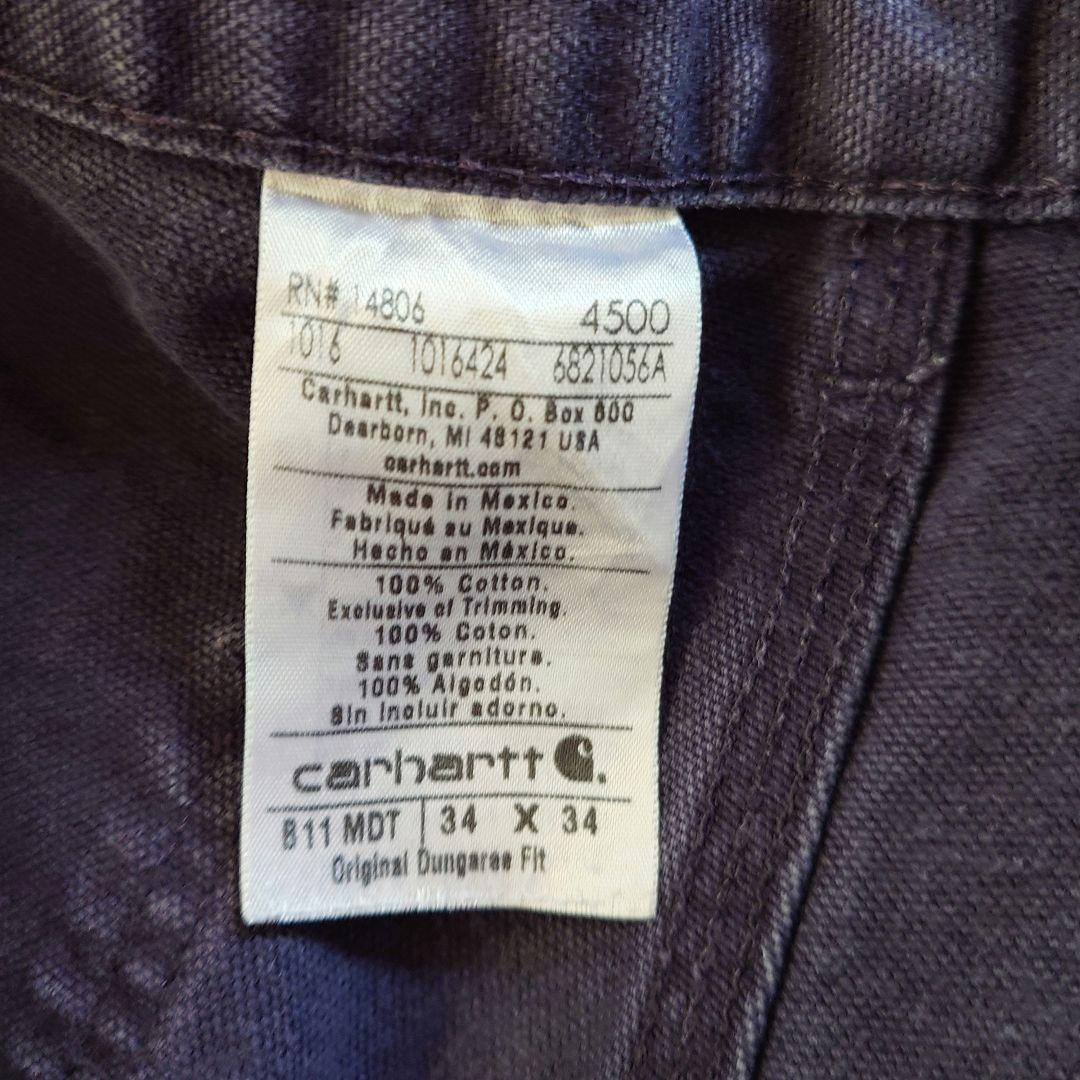 RN# 14806 4500
1016 1016424 6821056A
Carhartt, Inc. P. O. Box 600
Dearborn, MI 48121 USA
carhartt.com
Made in Mexico.
Fabriqué au Mexique.
Hecho en México.
100% Cotton.
Exclusive of Trimming.
100% Coton.
Sans garniture.
100% Algodón.
Sin incluir adorno.
carhartt
B11 MDT 34 X 34
Original Dungaree Fit